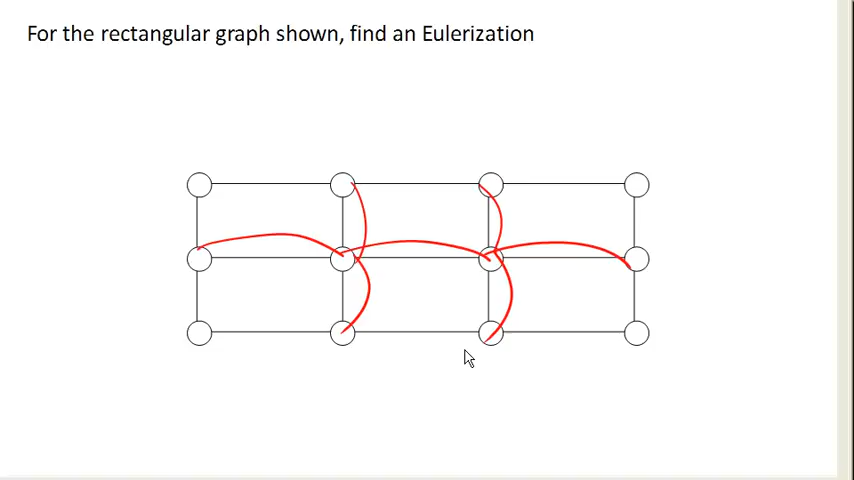 For the rectangular graph shown, find an Eulerization